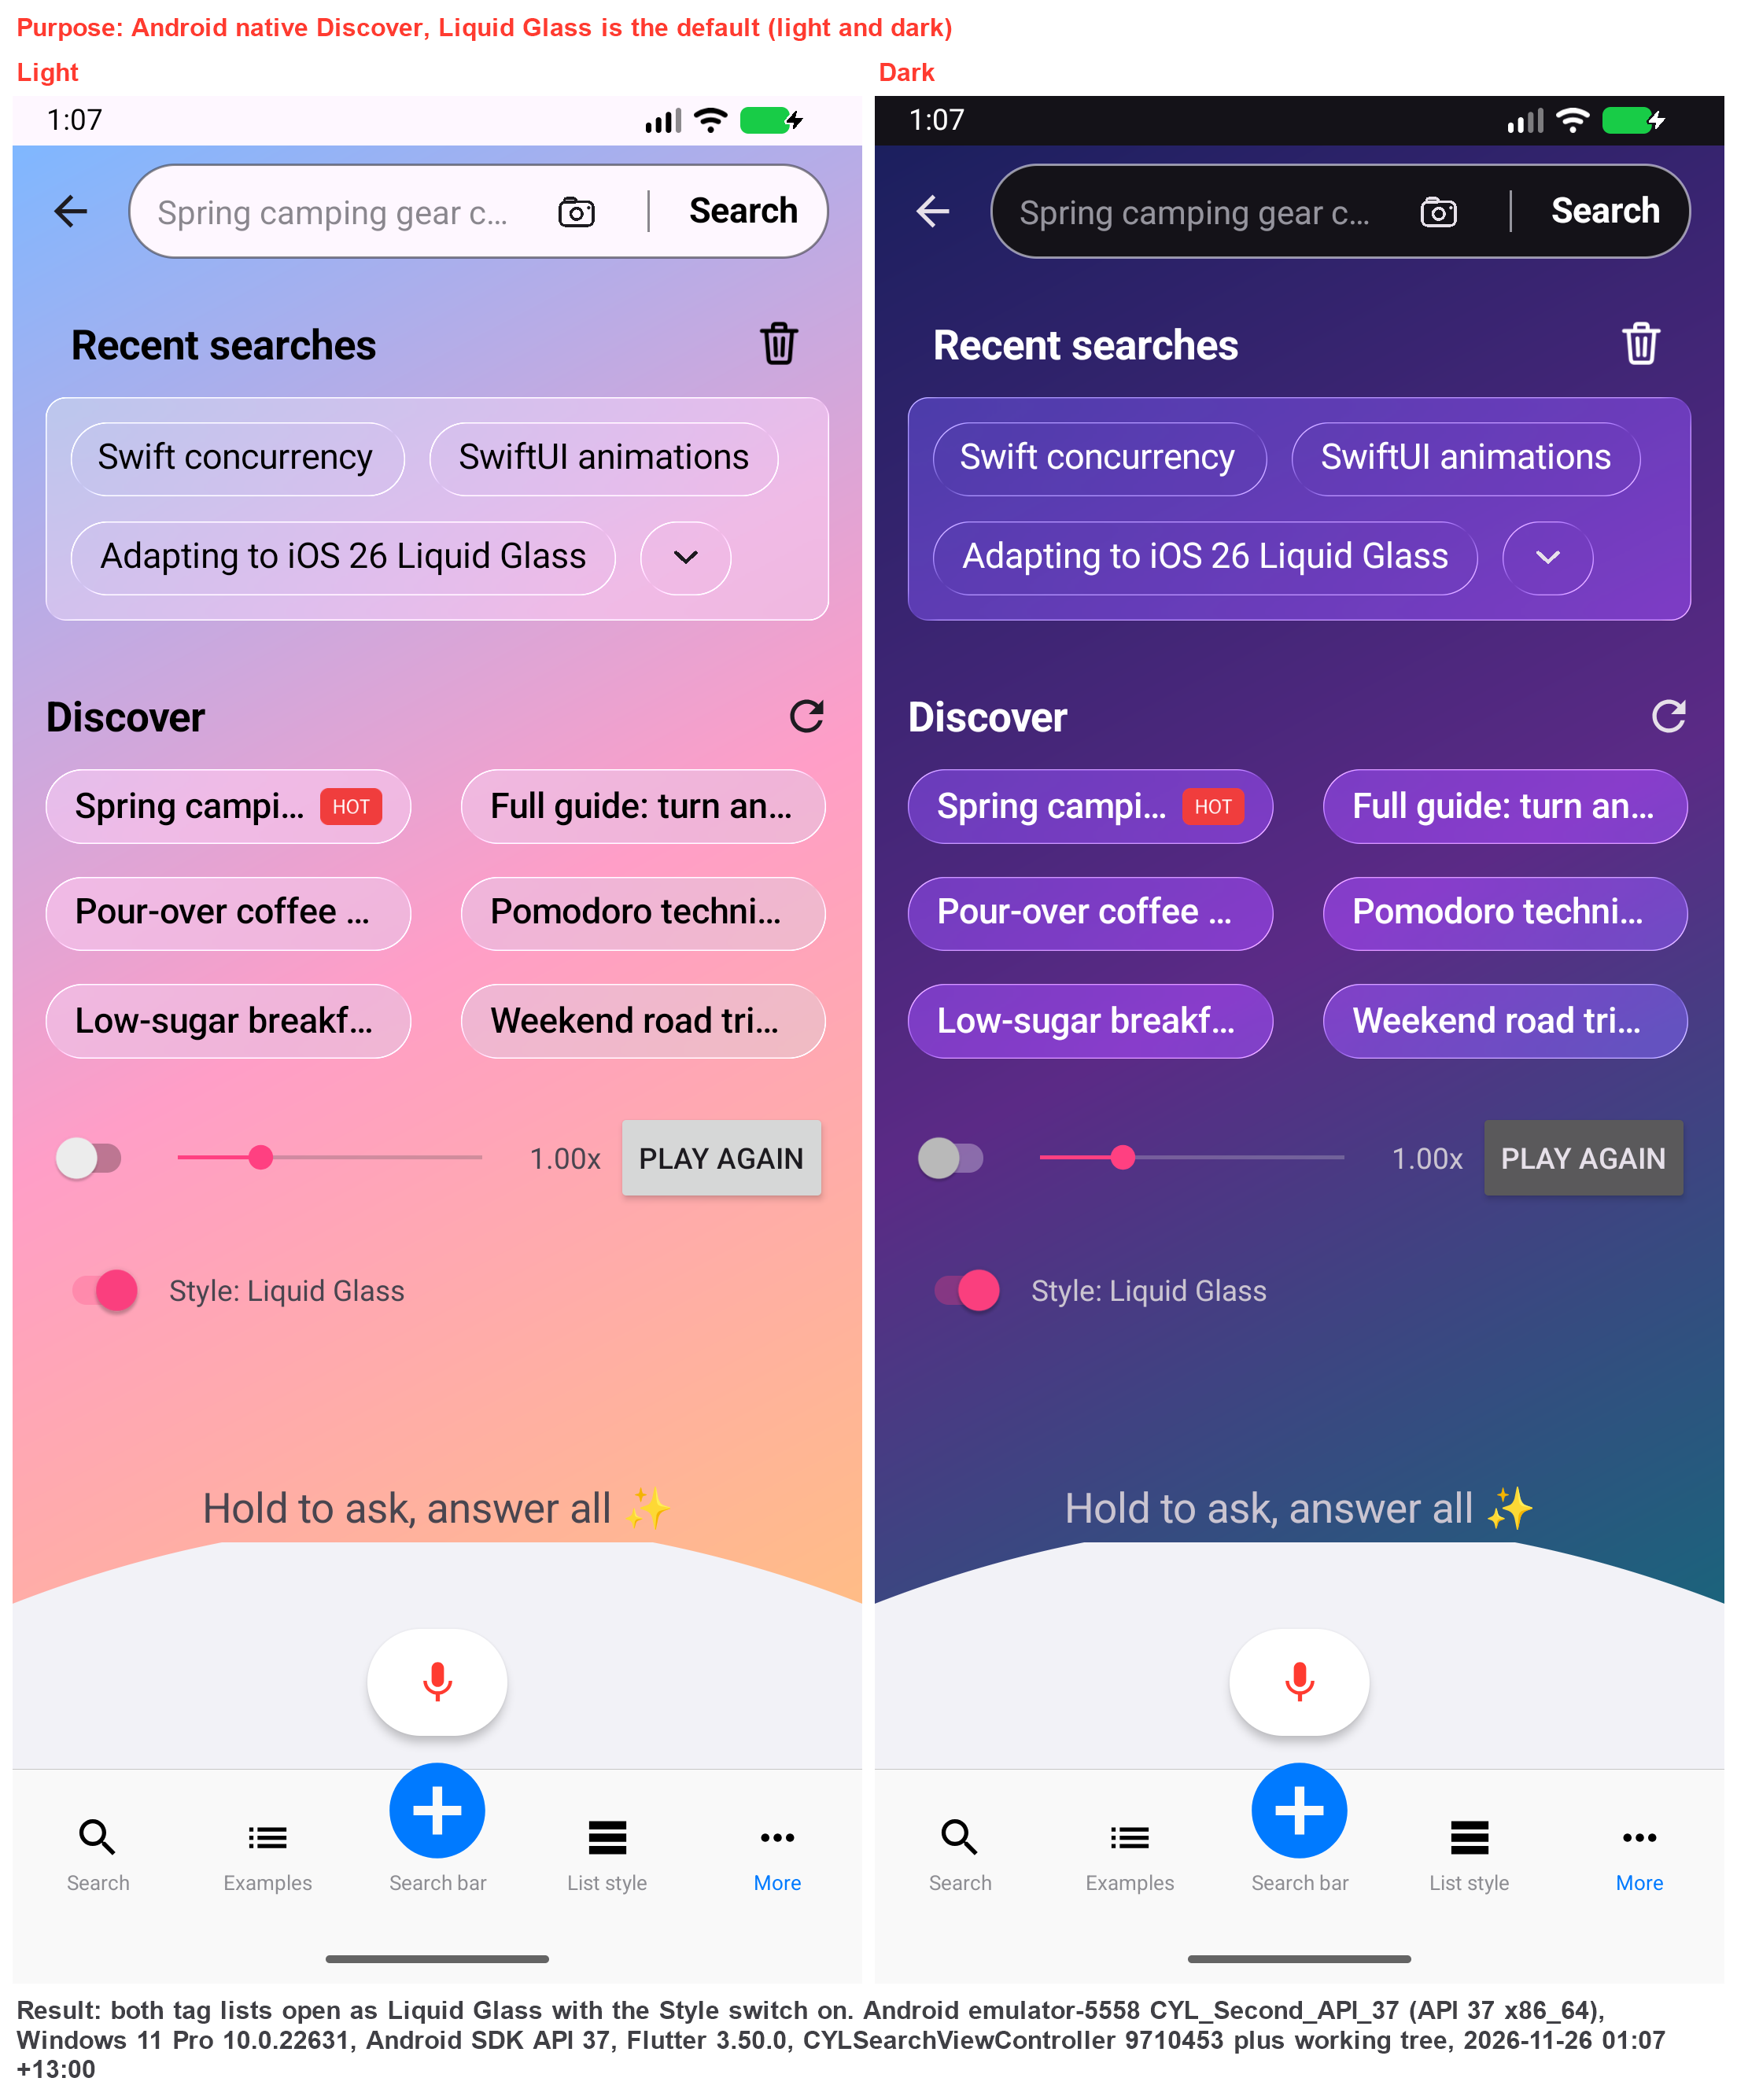 Purpose: Android native Discover, Liquid Glass is the default (light and dark)
Light
1:07
Spring camping gear c...
Search
Recent searches
Swift concurrency
SwiftUI animations
Adapting to iOS 26 Liquid Glass
Discover
Spring campi...
HOT
Full guide: turn an...
Pour-over coffee ...
Pomodoro techni...
Low-sugar breakf...
Weekend road tri...
1.00x
PLAY AGAIN
Style: Liquid Glass
Hold to ask, answer all ✨
Search
Examples
Search bar
List style
More
Dark
1:07
Spring camping gear c...
Search
Recent searches
Swift concurrency
SwiftUI animations
Adapting to iOS 26 Liquid Glass
Discover
Spring campi...
HOT
Full guide: turn an...
Pour-over coffee ...
Pomodoro techni...
Low-sugar breakf...
Weekend road tri...
1.00x
PLAY AGAIN
Style: Liquid Glass
Hold to ask, answer all ✨
Search
Examples
Search bar
List style
More
Result: both tag lists open as Liquid Glass with the Style switch on. Android emulator-5558 CYL_Second_API_37 (API 37 x86_64),
Windows 11 Pro 10.0.22631, Android SDK API 37, Flutter 3.50.0, CYLSearchViewController 9710453 plus working tree, 2026-11-26 01:07
+13:00